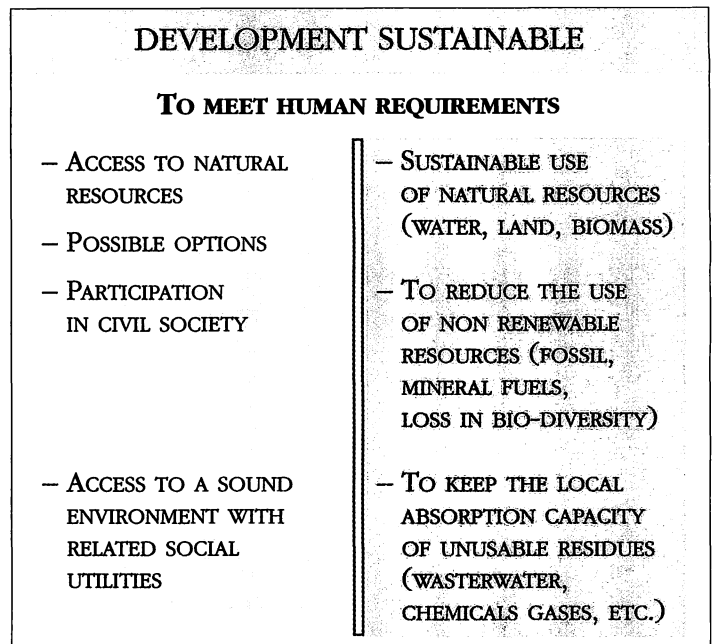 DEVELOPMENT SUSTAINABLE
TO MEET HUMAN REQUIREMENTS
– ACCESS TO NATURAL
RESOURCES
– POSSIBLE OPTIONS
– PARTICIPATION
IN CIVIL SOCIETY
– ACCESS TO A SOUND
ENVIRONMENT WITH
RELATED SOCIAL
UTILITIES
– SUSTAINABLE USE
OF NATURAL RESOURCES
(WATER, LAND, BIOMASS)
– TO REDUCE THE USE
OF NON RENEWABLE
RESOURCES (FOSSIL,
MINERAL FUELS,
LOSS IN BIO-DIVERSITY)
– TO KEEP THE LOCAL
ABSORPTION CAPACITY
OF UNUSABLE RESIDUES
(WASTERWATER,
CHEMICALS GASES, ETC.)